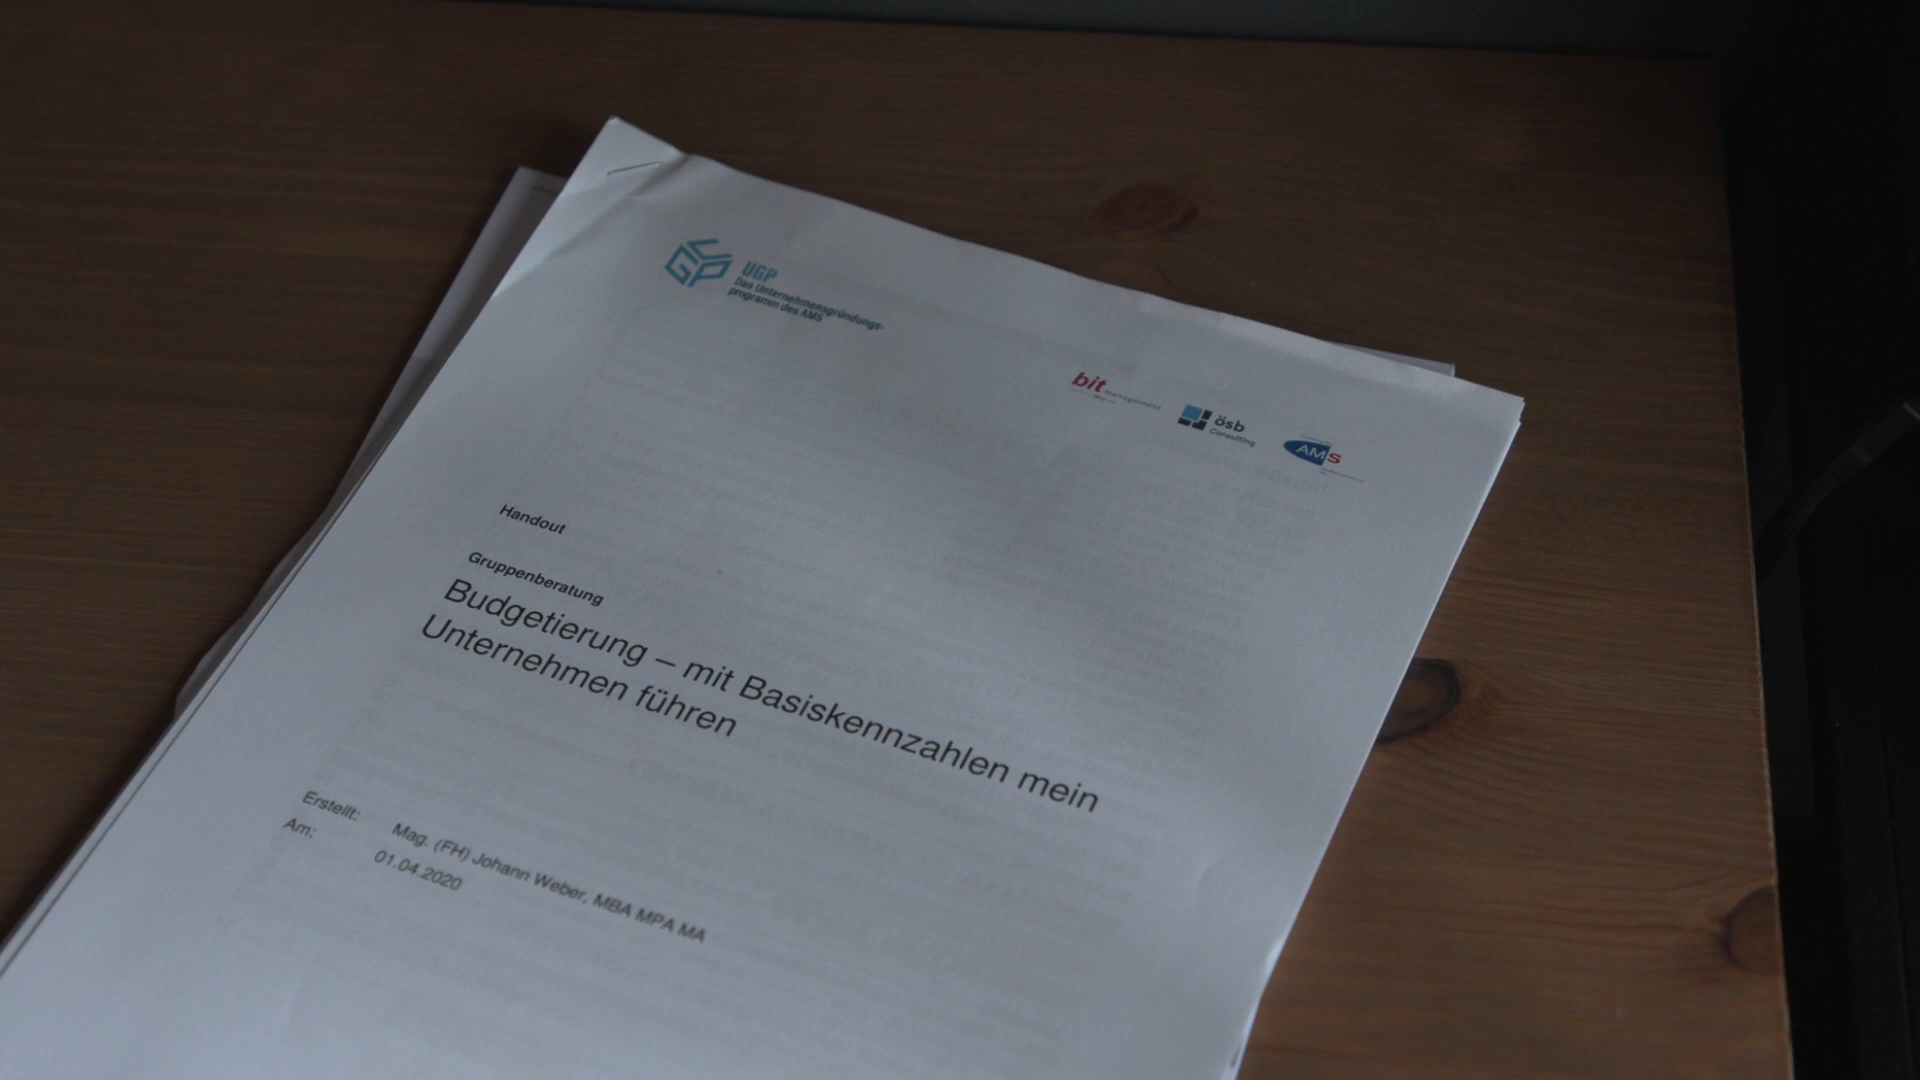 UGP
Das Unternehmensgründungs-
programm des AMS
bit management
ösb
Consulting
AMS
Handout
Gruppenberatung
Budgetierung – mit Basiskennzahlen mein
Unternehmen führen
Erstellt: Mag. (FH) Johann Weber, MBA MPA MA
Am: 01.04.2020